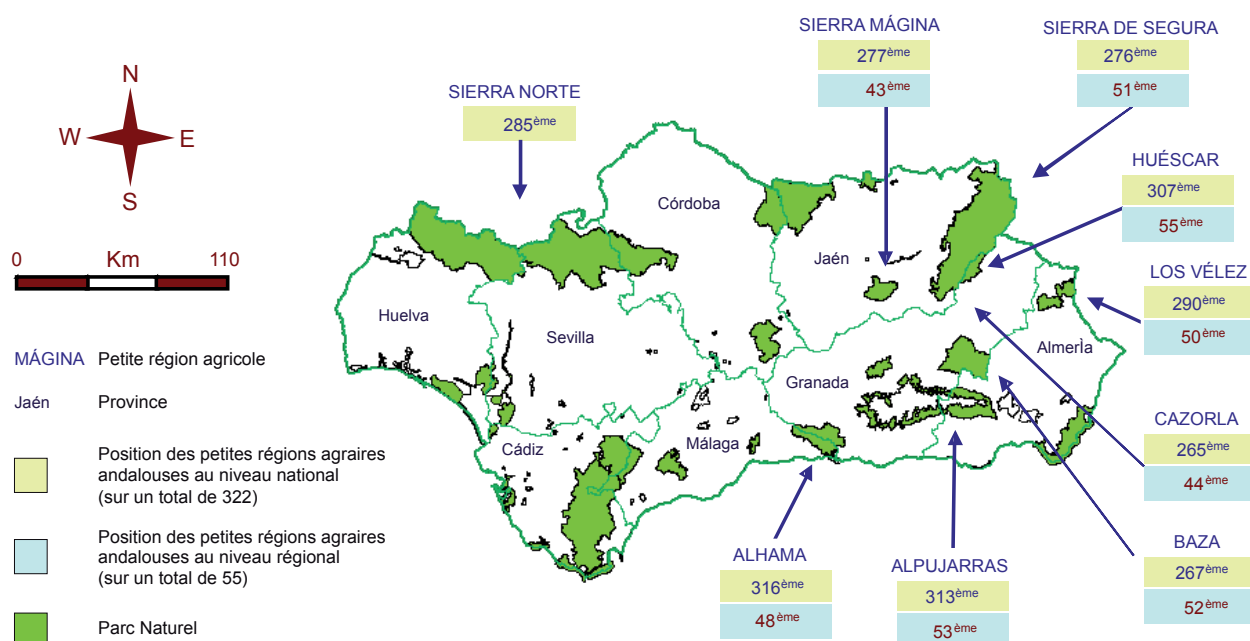 SIERRA MÁGINA
277ème
43ème
SIERRA DE SEGURA
276ème
51ème
SIERRA NORTE
285ème
N
W E
S
HUÉSCAR
307ème
55ème
Córdoba
0 Km 110
Jaén
LOS VÉLEZ
290ème
50ème
Huelva
Sevilla
AlmerÌa
MÁGINA Petite région agricole
Granada
Jaén Province
CAZORLA
265ème
44ème
Cádiz
Málaga
Position des petites régions agraires
andalouses au niveau national
(sur un total de 322)
Position des petites régions agraires
andalouses au niveau régional
(sur un total de 55)
ALHAMA
316ème
48ème
ALPUJARRAS
313ème
53ème
BAZA
267ème
52ème
Parc Naturel